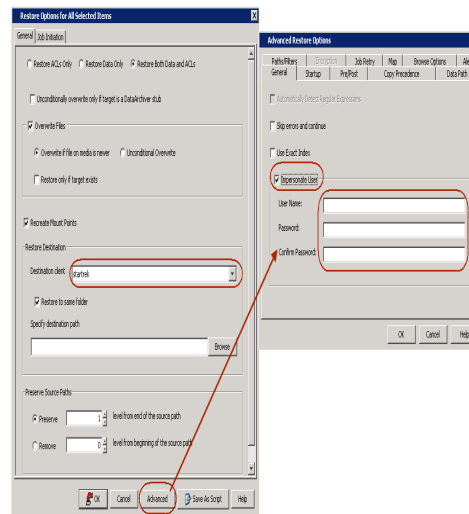 Restore Options for All Selected Items
General Job Initiation
Restore ACLs Only Restore Data Only Restore Both Data and ACLs
Unconditionally overwrite only if target is a DataArchiver stub
Overwrite Files
Overwrite if file on media is newer Unconditional Overwrite
Restore only if target exists
Recreate Mount Points
Restore Destination
Destination client startrek
Restore to same folder
Specify destination path
Browse
Preserve Source Paths
Preserve 1 level from end of the source path
Remove 0 level from beginning of the source path
OK Cancel Advanced Save As Script Help
Advanced Restore Options
Paths/Filters Encryption Job Retry Map Browse Options Ale
General Startup Pre/Post Copy Precedence Data Path
Automatically Detect Regular Expressions
Skip errors and continue
Use Exact Index
Impersonate User
User Name:
Password:
Confirm Password:
OK Cancel Help